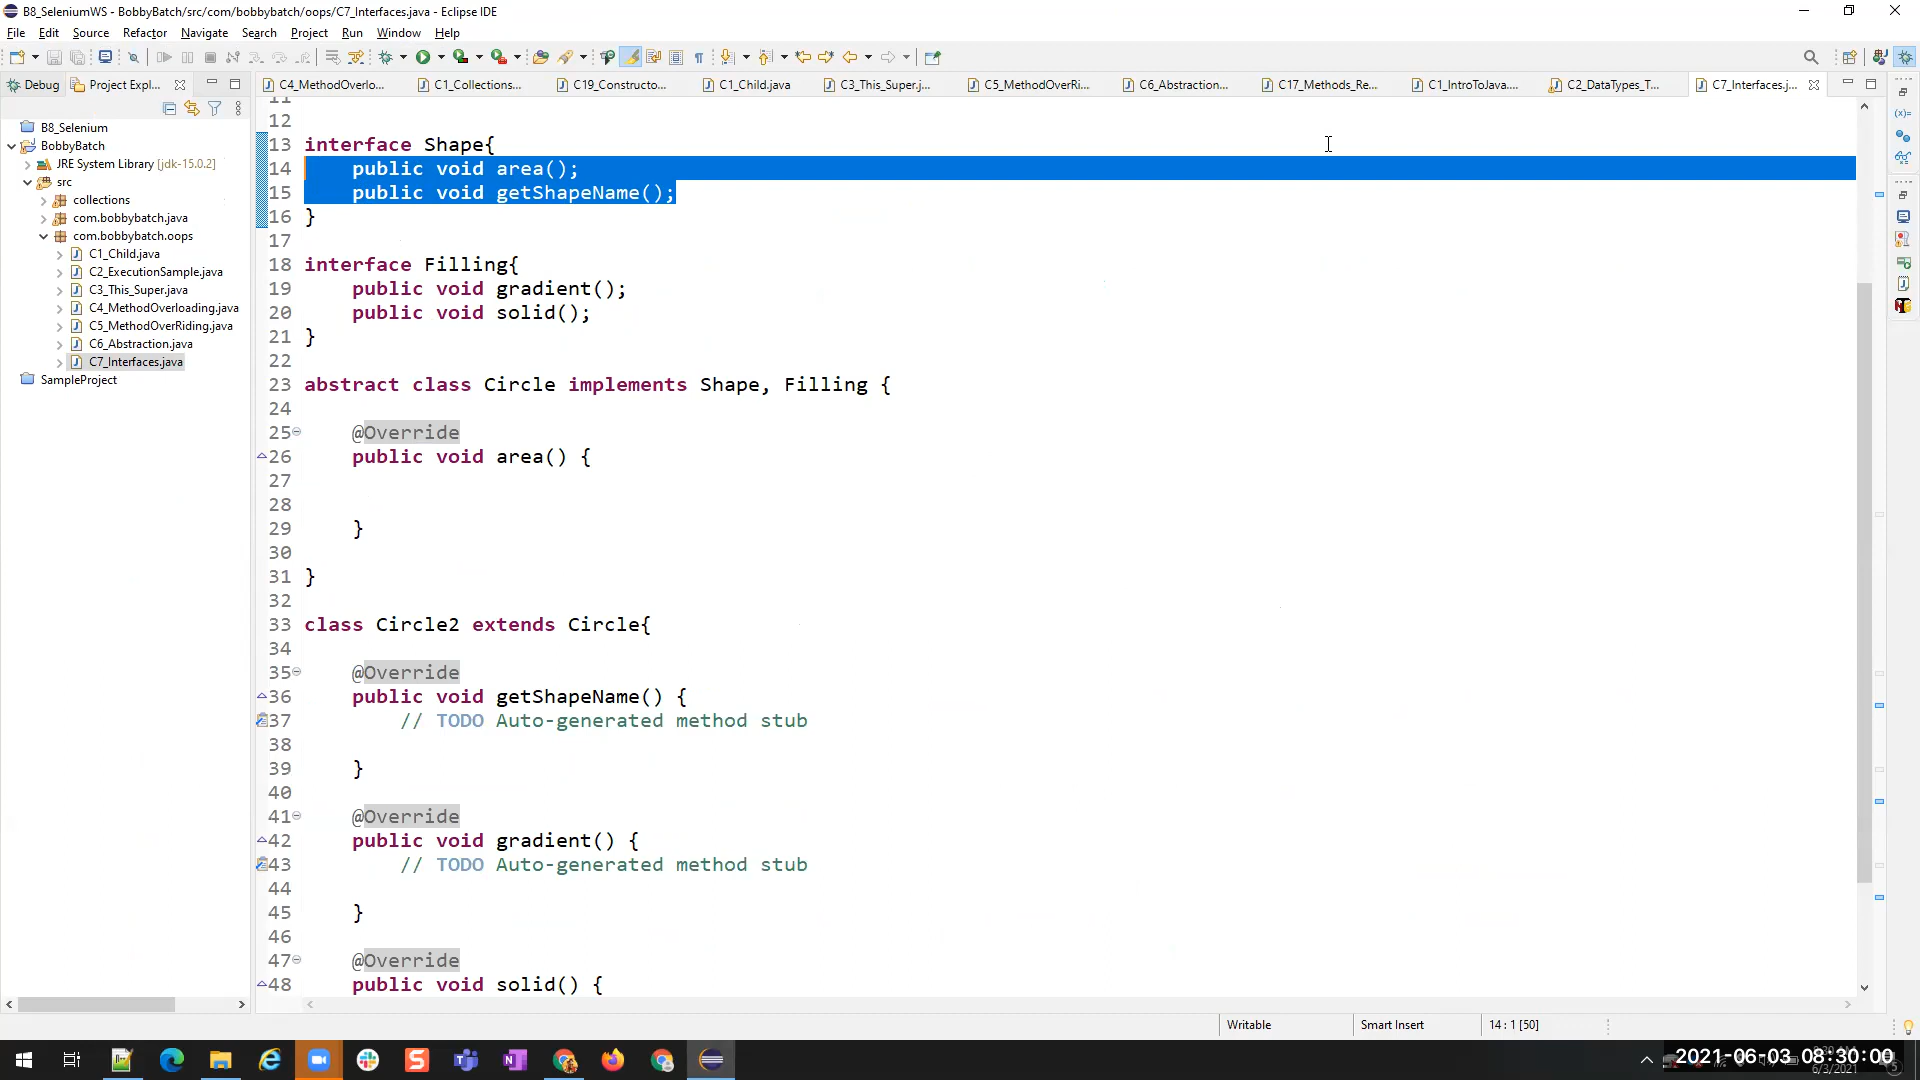 B8_SeleniumWS - BobbyBatch/src/com/bobbybatch/oops/C7_Interfaces.java - Eclipse IDE
File Edit Source Refactor Navigate Search Project Run Window Help
Debug Project Expl...
C4_MethodOverlo... C1_Collections... C19_Constructo... C1_Child.java C3_This_Super.j... C5_MethodOverRi... C6_Abstraction... C17_Methods_Re... C1_IntroToJava.... C2_DataTypes_T... C7_Interfaces.j...
B8_Selenium
BobbyBatch
JRE System Library [jdk-15.0.2]
src
collections
com.bobbybatch.java
com.bobbybatch.oops
C1_Child.java
C2_ExecutionSample.java
C3_This_Super.java
C4_MethodOverloading.java
C5_MethodOverRiding.java
C6_Abstraction.java
C7_Interfaces.java
SampleProject
11
12
13 interface Shape{
14 public void area();
15 public void getShapeName();
16 }
17
18 interface Filling{
19 public void gradient();
20 public void solid();
21 }
22
23 abstract class Circle implements Shape, Filling {
24
25 @Override
26 public void area() {
27
28
29 }
30
31 }
32
33 class Circle2 extends Circle{
34
35 @Override
36 public void getShapeName() {
37 // TODO Auto-generated method stub
38
39 }
40
41 @Override
42 public void gradient() {
43 // TODO Auto-generated method stub
44
45 }
46
47 @Override
48 public void solid() {
Writable Smart Insert 14 : 1 [50]
2021-06-03 08:30:00
6/3/2021